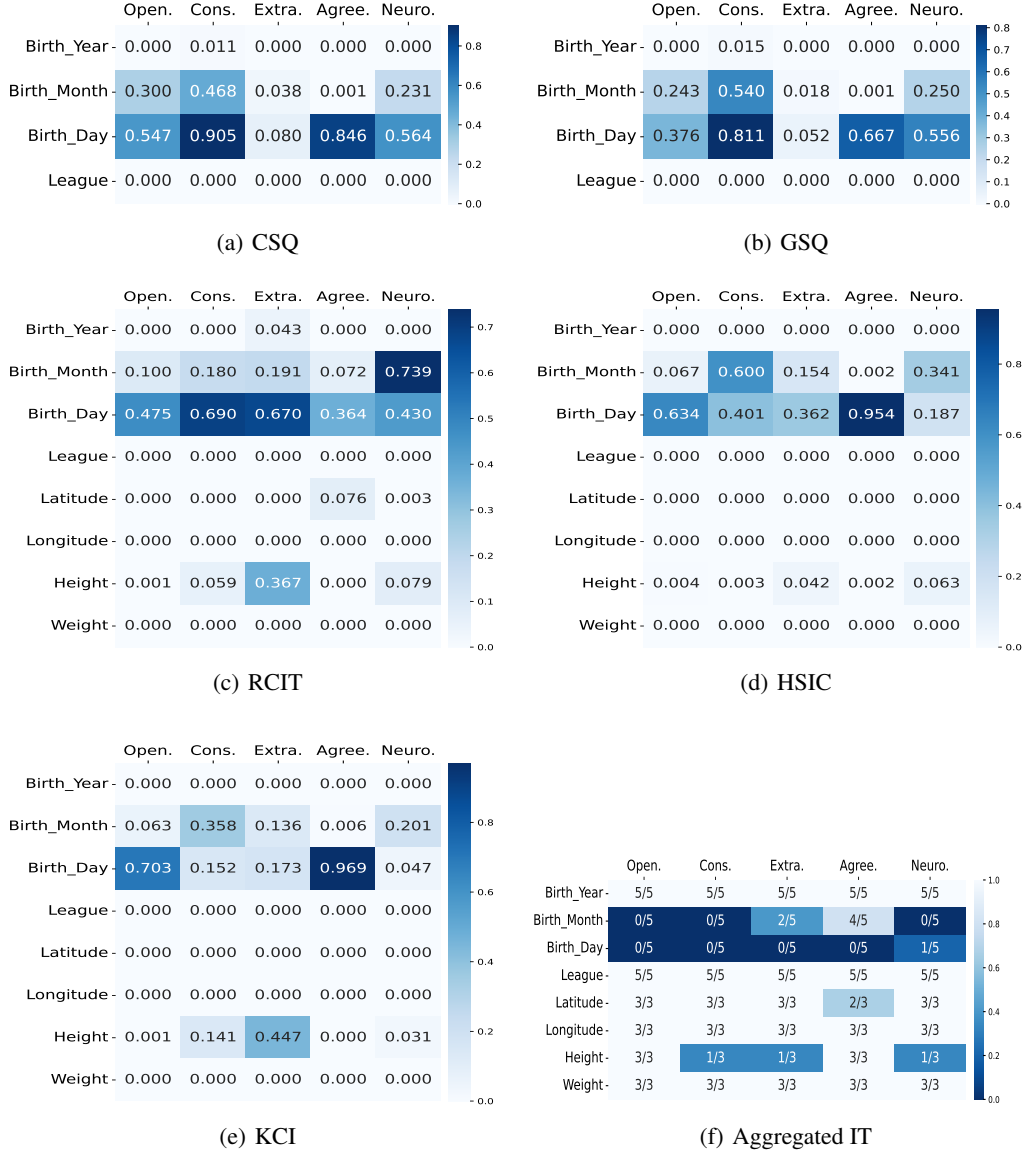 Open. Cons. Extra. Agree. Neuro.
Birth_Year 0.000 0.011 0.000 0.000 0.000
Birth_Month 0.300 0.468 0.038 0.001 0.231
Birth_Day 0.547 0.905 0.080 0.846 0.564
League 0.000 0.000 0.000 0.000 0.000
0.8
0.6
0.4
0.2
0.0
(a) CSQ
Open. Cons. Extra. Agree. Neuro.
Birth_Year 0.000 0.015 0.000 0.000 0.000
Birth_Month 0.243 0.540 0.018 0.001 0.250
Birth_Day 0.376 0.811 0.052 0.667 0.556
League 0.000 0.000 0.000 0.000 0.000
0.8
0.7
0.6
0.5
0.4
0.3
0.2
0.1
0.0
(b) GSQ
Open. Cons. Extra. Agree. Neuro.
Birth_Year 0.000 0.000 0.043 0.000 0.000
Birth_Month 0.100 0.180 0.191 0.072 0.739
Birth_Day 0.475 0.690 0.670 0.364 0.430
League 0.000 0.000 0.000 0.000 0.000
Latitude 0.000 0.000 0.000 0.076 0.003
Longitude 0.000 0.000 0.000 0.000 0.000
Height 0.001 0.059 0.367 0.000 0.079
Weight 0.000 0.000 0.000 0.000 0.000
0.7
0.6
0.5
0.4
0.3
0.2
0.1
0.0
(c) RCIT
Open. Cons. Extra. Agree. Neuro.
Birth_Year 0.000 0.000 0.000 0.000 0.000
Birth_Month 0.067 0.600 0.154 0.002 0.341
Birth_Day 0.634 0.401 0.362 0.954 0.187
League 0.000 0.000 0.000 0.000 0.000
Latitude 0.000 0.000 0.000 0.000 0.000
Longitude 0.000 0.000 0.000 0.000 0.000
Height 0.004 0.003 0.042 0.002 0.063
Weight 0.000 0.000 0.000 0.000 0.000
0.8
0.6
0.4
0.2
0.0
(d) HSIC
Open. Cons. Extra. Agree. Neuro.
Birth_Year 0.000 0.000 0.000 0.000 0.000
Birth_Month 0.063 0.358 0.136 0.006 0.201
Birth_Day 0.703 0.152 0.173 0.969 0.047
League 0.000 0.000 0.000 0.000 0.000
Latitude 0.000 0.000 0.000 0.000 0.000
Longitude 0.000 0.000 0.000 0.000 0.000
Height 0.001 0.141 0.447 0.000 0.031
Weight 0.000 0.000 0.000 0.000 0.000
0.8
0.6
0.4
0.2
0.0
(e) KCI
Open. Cons. Extra. Agree. Neuro.
Birth_Year 5/5 5/5 5/5 5/5 5/5
Birth_Month 0/5 0/5 2/5 4/5 0/5
Birth_Day 0/5 0/5 0/5 0/5 1/5
League 5/5 5/5 5/5 5/5 5/5
Latitude 3/3 3/3 3/3 2/3 3/3
Longitude 3/3 3/3 3/3 3/3 3/3
Height 3/3 1/3 1/3 3/3 1/3
Weight 3/3 3/3 3/3 3/3 3/3
1.0
0.8
0.6
0.4
0.2
0.0
(f) Aggregated IT